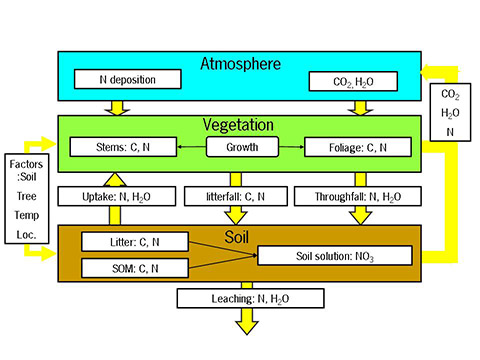 Atmosphere
N deposition
CO2, H2O
CO2
H2O
N
Vegetation
Stems: C, N
Growth
Foliage: C, N
Factors
:Soil
Tree
Temp
Loc.
Uptake: N, H2O
litterfall: C, N
Throughfall: N, H2O
Soil
Litter: C, N
SOM: C, N
Soil solution: NO3
Leaching: N, H2O